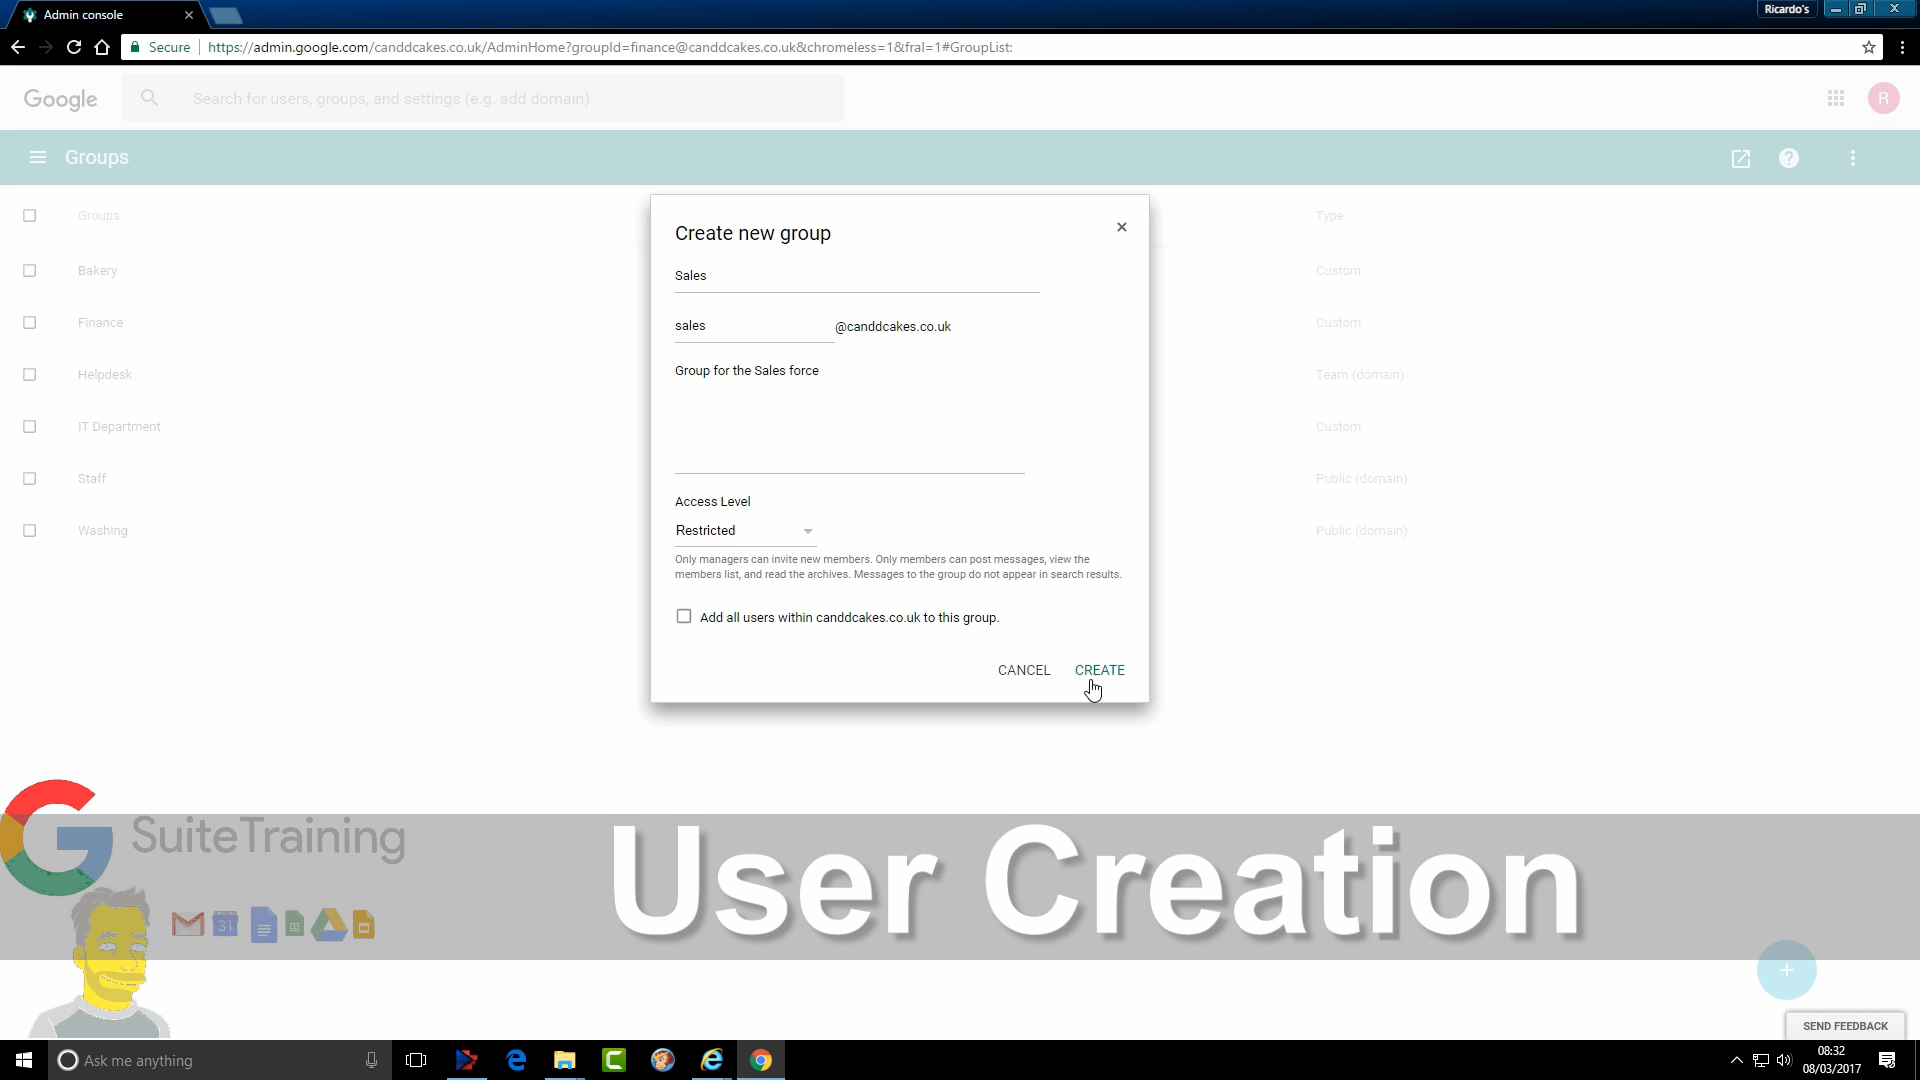 Admin console
Ricardo's
Secure https://admin.google.com/canddcakes.co.uk/AdminHome?groupId=finance@canddcakes.co.uk&chromeless=1&fral=1#GroupList:
Google
Search for users, groups, and settings (e.g. add domain)
R
Groups
Groups
Type
Bakery
Custom
Finance
Custom
Helpdesk
Team (domain)
IT Department
Custom
Staff
Public (domain)
Washing
Public (domain)
Create new group
Sales
sales @canddcakes.co.uk
Group for the Sales force
Access Level
Restricted
Only managers can invite new members. Only members can post messages, view the
members list, and read the archives. Messages to the group do not appear in search results.
Add all users within canddcakes.co.uk to this group.
CANCEL CREATE
G SuiteTraining
31
User Creation
SEND FEEDBACK
Ask me anything
08:32
08/03/2017